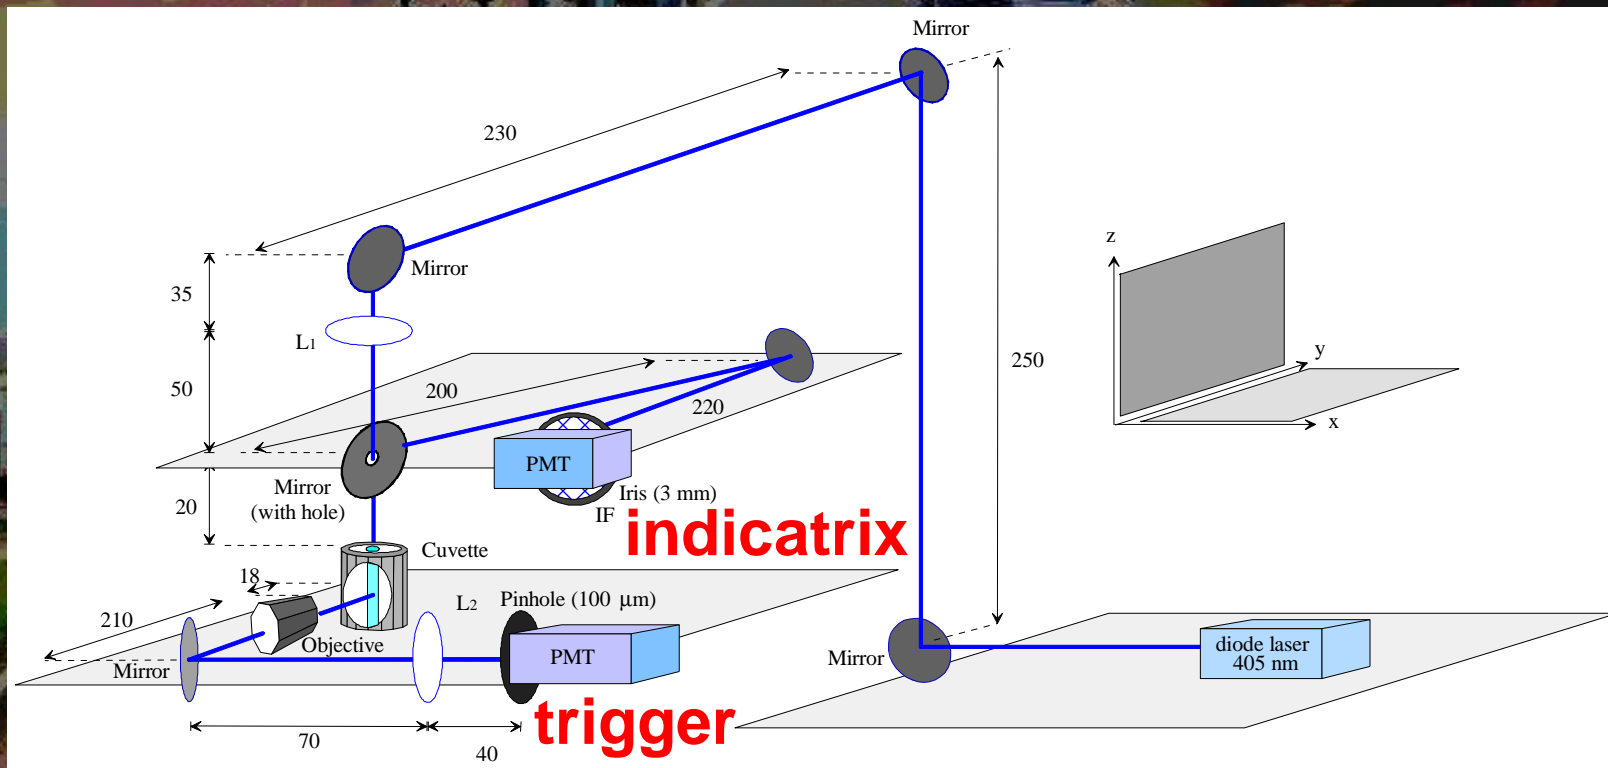 Mirror
230
Mirror
35
L1
50
200
220
250
z
y
x
PMT
Mirror
(with hole)
20
Iris (3 mm)
IF
indicatrix
Cuvette
18
210
L2
Pinhole (100 μm)
Objective
Mirror
PMT
Mirror
diode laser
405 nm
trigger
70
40